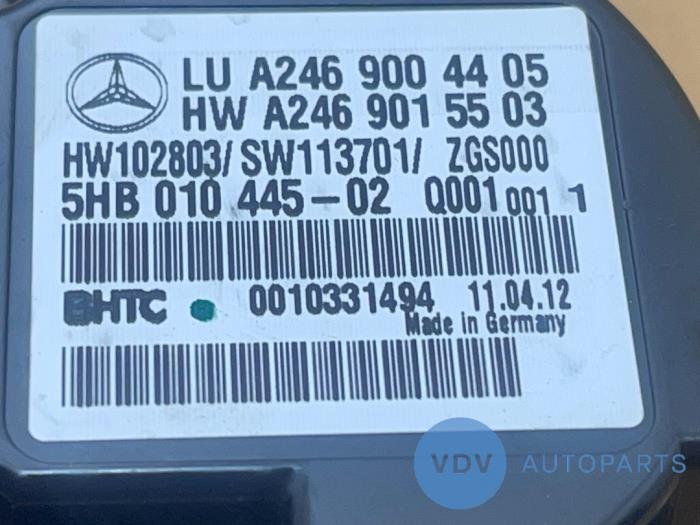 LU A246 900 44 05
HW A246 901 55 03
HW102803/ SW113701/ ZGS000
5HB 010 445-02 Q001 001 1
BHTC 0010331494 11.04.12
Made in Germany
VDV AUTOPARTS